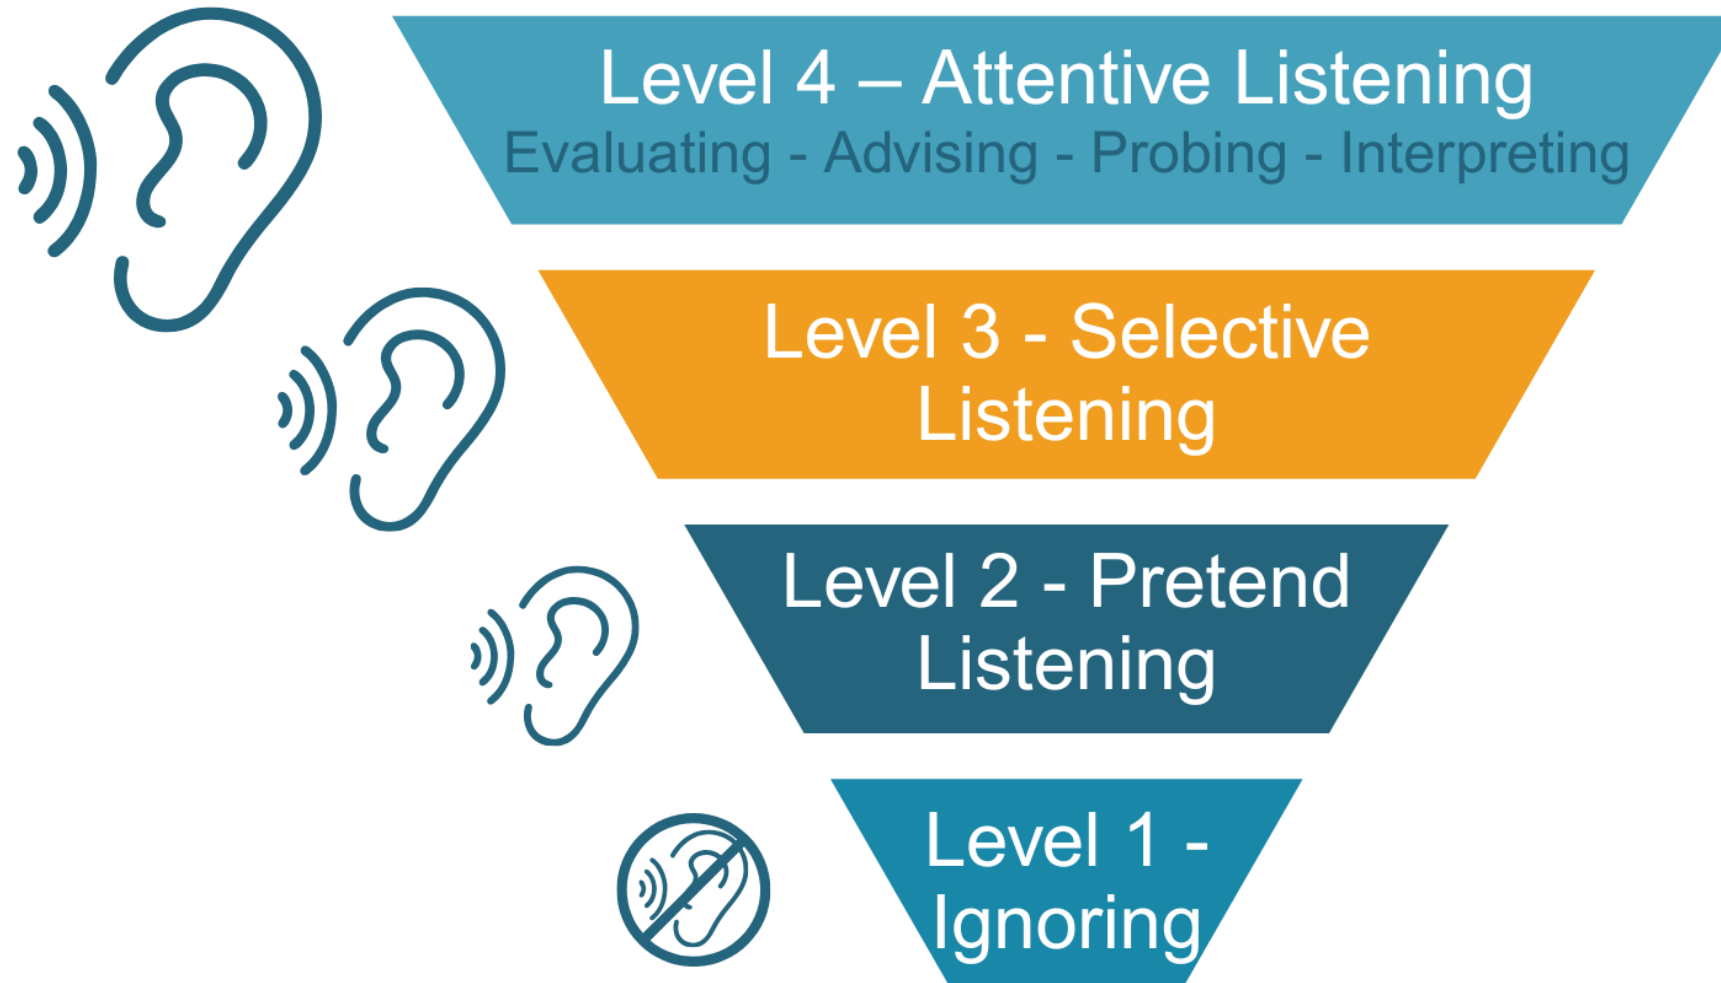 Level 4 – Attentive Listening
Evaluating - Advising - Probing - Interpreting
Level 3 - Selective
Listening
Level 2 - Pretend
Listening
Level 1 -
Ignoring